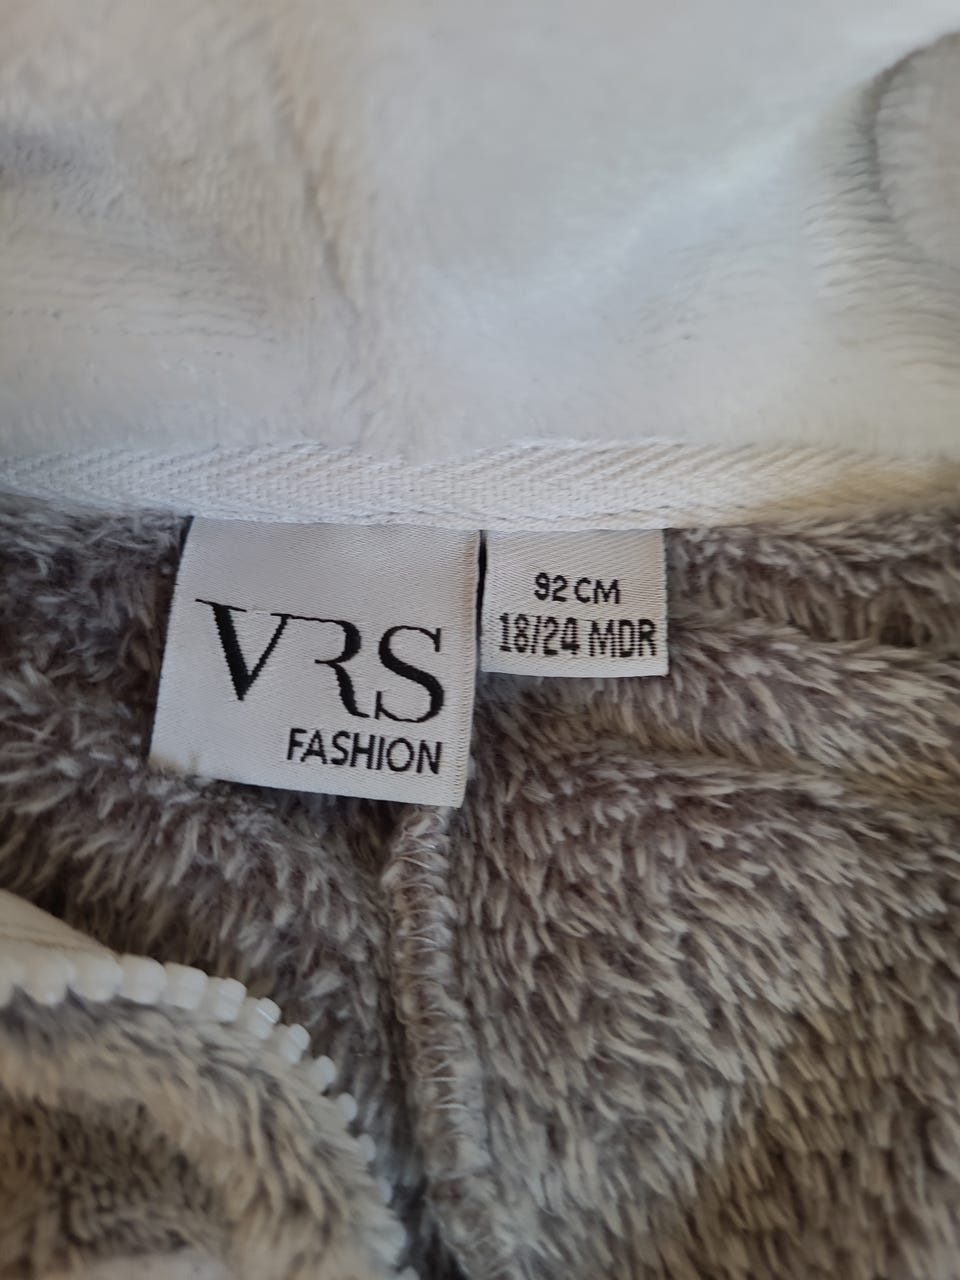 VRS
FASHION
92 CM
18/24 MDR